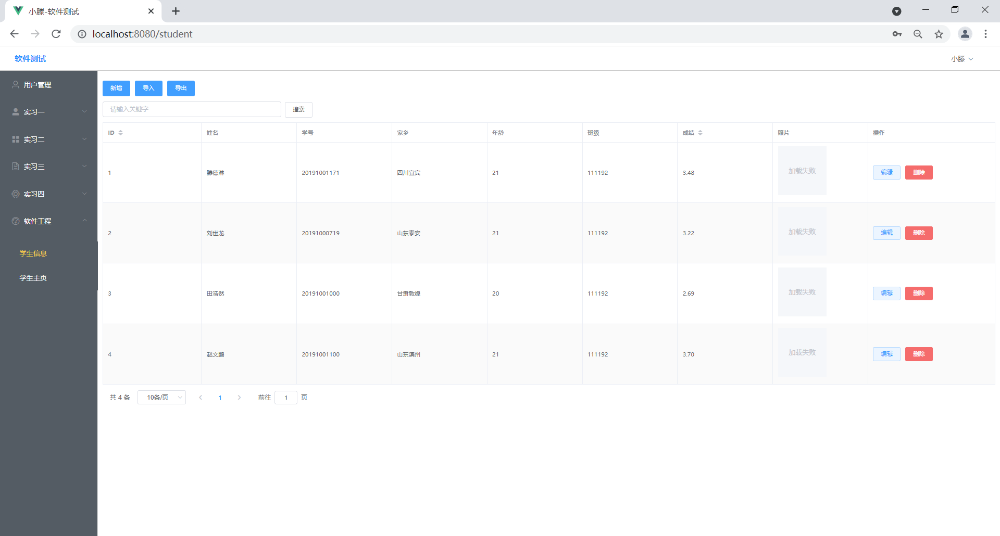 小滕-软件测试
localhost:8080/student
软件测试
小滕
用户管理
实习一
实习二
实习三
实习四
软件工程
学生信息
学生主页
新增 导入 导出
请输入关键字 搜索
ID 姓名 学号 家乡 年龄 班级 成绩 照片 操作
1 滕德淋 20191001171 四川宜宾 21 111192 3.48 加载失败 编辑 删除
2 刘世龙 20191000719 山东泰安 21 111192 3.22 加载失败 编辑 删除
3 田浩然 20191001000 甘肃敦煌 20 111192 2.69 加载失败 编辑 删除
4 赵文鹏 20191001100 山东滨州 21 111192 3.70 加载失败 编辑 删除
共 4 条 10条/页 1 前往 1 页